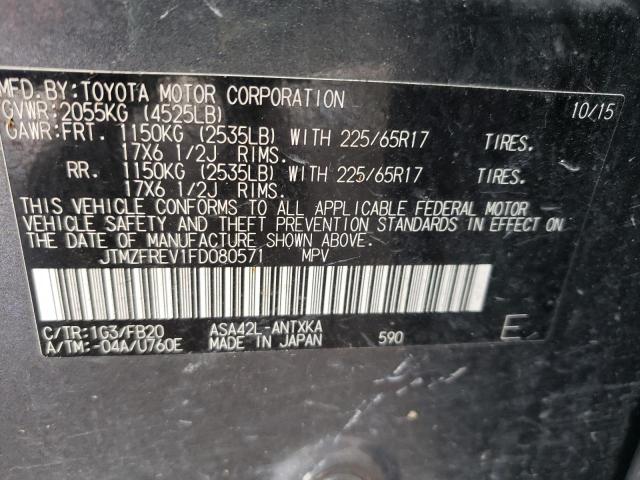 MFD. BY: TOYOTA MOTOR CORPORATION 10/15
GVWR: 2055KG (4525LB)
GAWR: FRT. 1150KG (2535LB) WITH 225/65R17 TIRES.
17X6 1/2J RIMS.
RR. 1150KG (2535LB) WITH 225/65R17 TIRES.
17X6 1/2J RIMS.
THIS VEHICLE CONFORMS TO ALL APPLICABLE FEDERAL MOTOR
VEHICLE SAFETY AND THEFT PREVENTION STANDARDS IN EFFECT ON
THE DATE OF MANUFACTURE SHOWN ABOVE.
JTMZFREV1FD080571 MPV
C/TR: 1G3/FB20 ASA42L-ANTXKA 590 E
A/TM: -04A/U760E MADE IN JAPAN